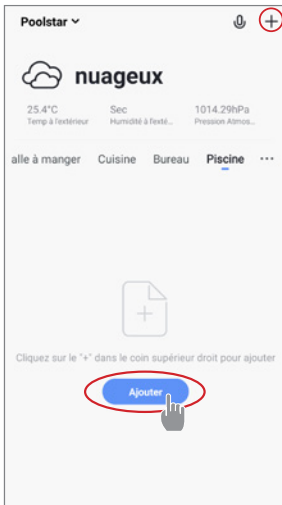 Poolstar
nuageux
25.4°C Sec 1014.29hPa
Temp à l'extérieur Humidité à l'exté... Pression Atmos...
alle à manger Cuisine Bureau Piscine ...
Cliquez sur le "+" dans le coin supérieur droit pour ajouter
Ajouter